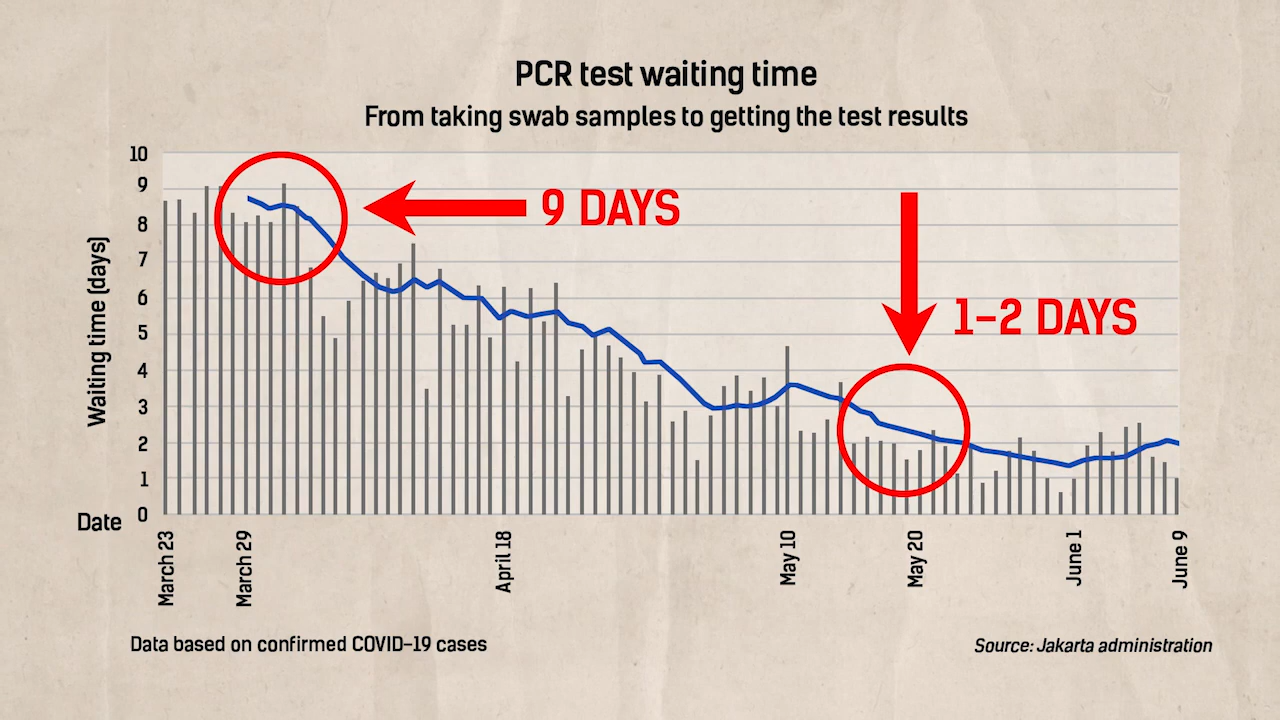 PCR test waiting time
From taking swab samples to getting the test results
Waiting time (days)
10
9
8
7
6
5
4
3
2
1
0
9 DAYS
1–2 DAYS
Date
March 23
March 29
April 18
May 10
May 20
June 1
June 9
Data based on confirmed COVID–19 cases
Source: Jakarta administration